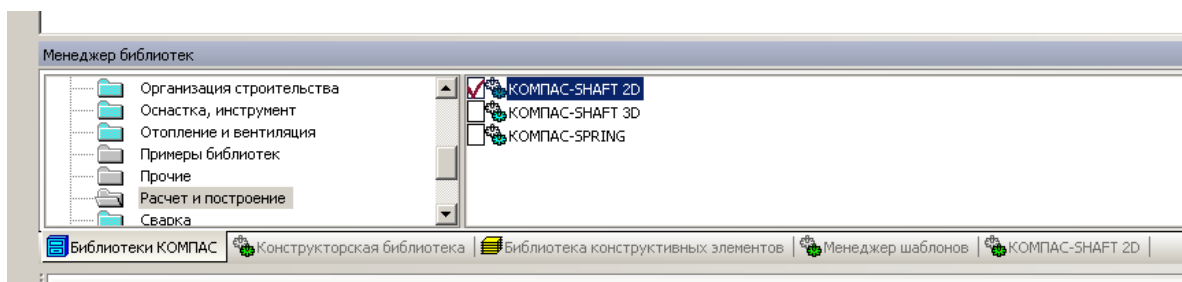 Менеджер библиотек
Организация строительства
Оснастка, инструмент
Отопление и вентиляция
Примеры библиотек
Прочие
Расчет и построение
Сварка
КОМПАС-SHAFT 2D
КОМПАС-SHAFT 3D
КОМПАС-SPRING
Библиотеки КОМПАС Конструкторская библиотека Библиотека конструктивных элементов Менеджер шаблонов КОМПАС-SHAFT 2D